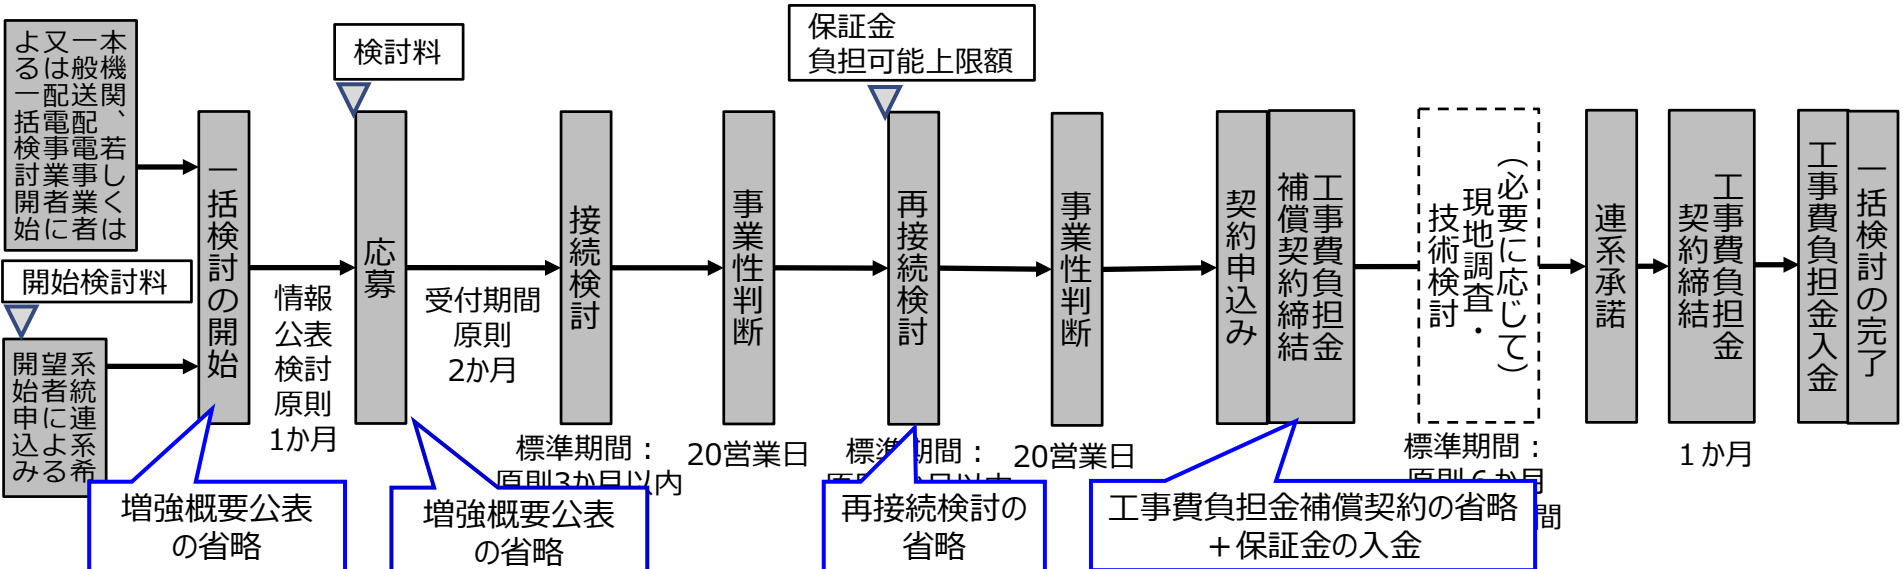 本機関、若しくは
一般送配電事業者
又は配電事業者に
よる一括検討開始
開始検討料
系統連系希
望者による
開始申込み
一括検討の開始
情報
公表
検討
原則
1か月
検討料
応募
受付期間
原則
2か月
接続検討
標準期間：
原則3か月以内
事業性判断
20営業日
保証金
負担可能上限額
再接続検討
標準期間：
事業性判断
20営業日
契約申込み
工事費負担金
補償契約締結
（必要に応じて）
現地調査・
技術検討
標準期間：
原則６か月
間
連系承諾
工事費負担金
契約締結
１か月
工事費負担金入金
一括検討の完了
増強概要公表
の省略
増強概要公表
の省略
再接続検討の
省略
工事費負担金補償契約の省略
＋保証金の入金